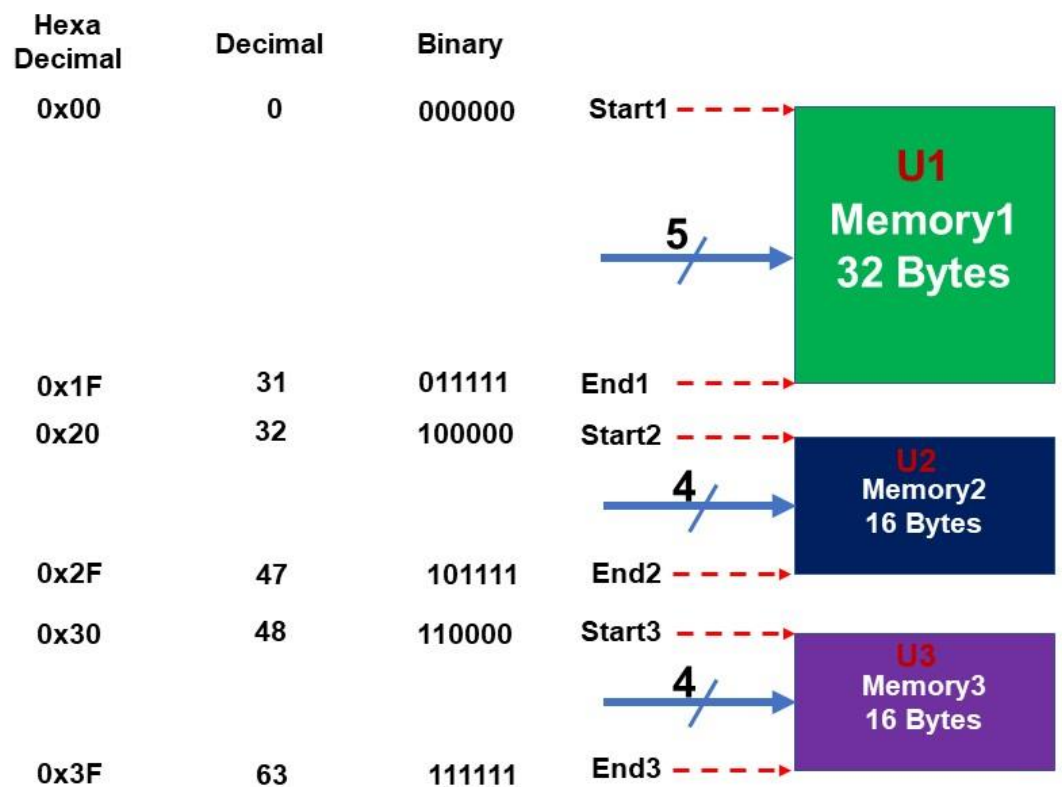 Hexa
Decimal Decimal Binary
0x00 0 000000 Start1
U1
Memory1
32 Bytes
5
0x1F 31 011111 End1
0x20 32 100000 Start2
U2
Memory2
16 Bytes
4
0x2F 47 101111 End2
0x30 48 110000 Start3
U3
Memory3
16 Bytes
4
0x3F 63 111111 End3